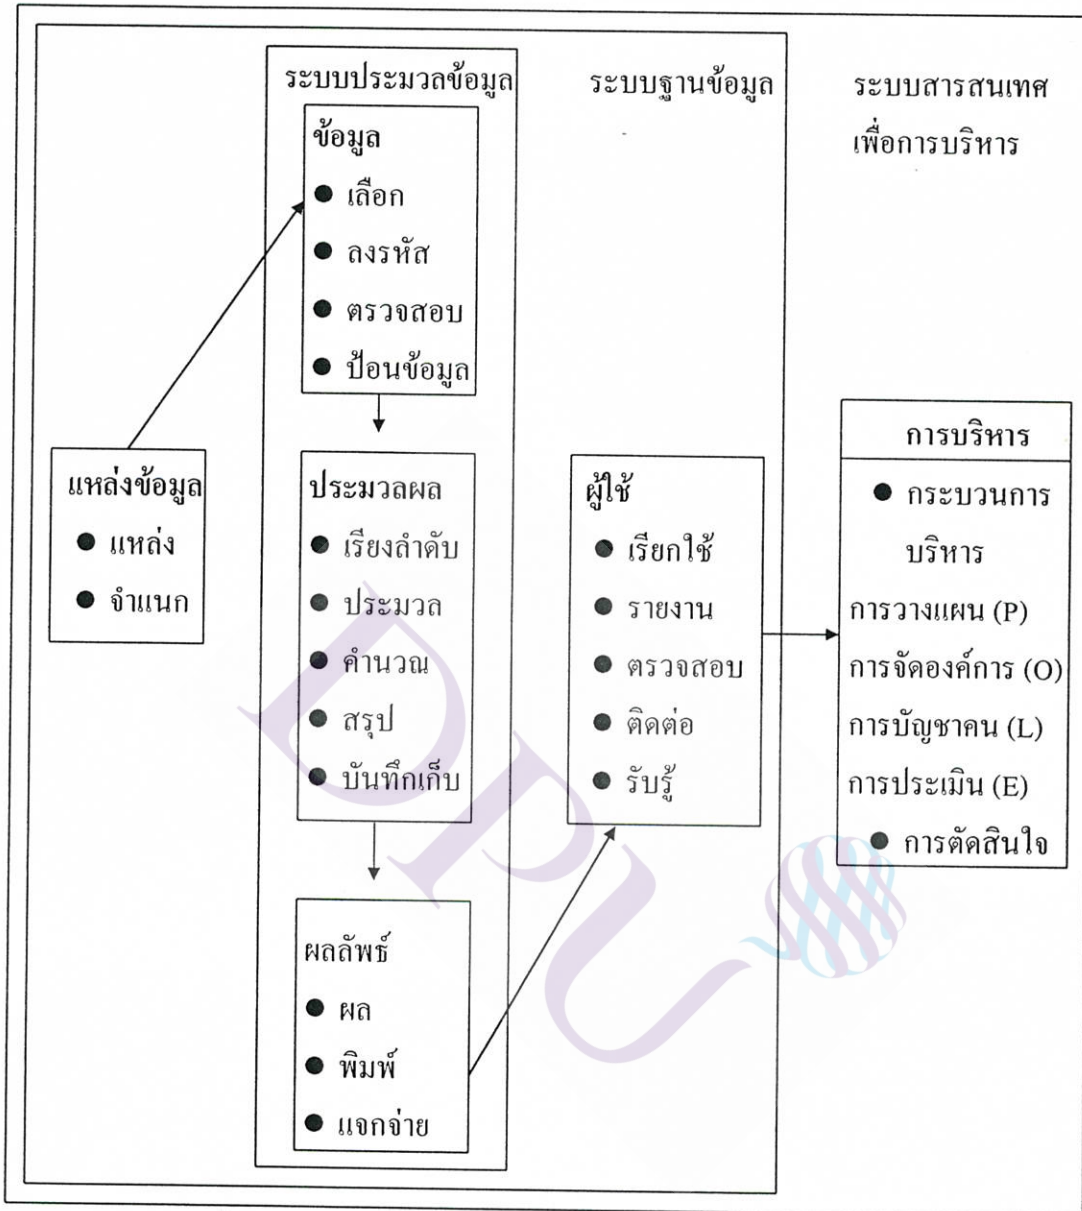 ระบบประมวลข้อมูล
ระบบฐานข้อมูล
ระบบสารสนเทศ
เพื่อการบริหาร
ข้อมูล
● เลือก
● ลงรหัส
● ตรวจสอบ
● ป้อนข้อมูล
แหล่งข้อมูล
● แหล่ง
● จำแนก
ประมวลผล
● เรียงลำดับ
● ประมวล
● คำนวณ
● สรุป
● บันทึกเก็บ
ผลลัพธ์
● ผล
● พิมพ์
● แจกจ่าย
ผู้ใช้
● เรียกใช้
● รายงาน
● ตรวจสอบ
● ติดต่อ
● รับรู้
การบริหาร
● กระบวนการ
บริหาร
การวางแผน (P)
การจัดองค์การ (O)
การบัญชาคน (L)
การประเมิน (E)
● การตัดสินใจ
DPU